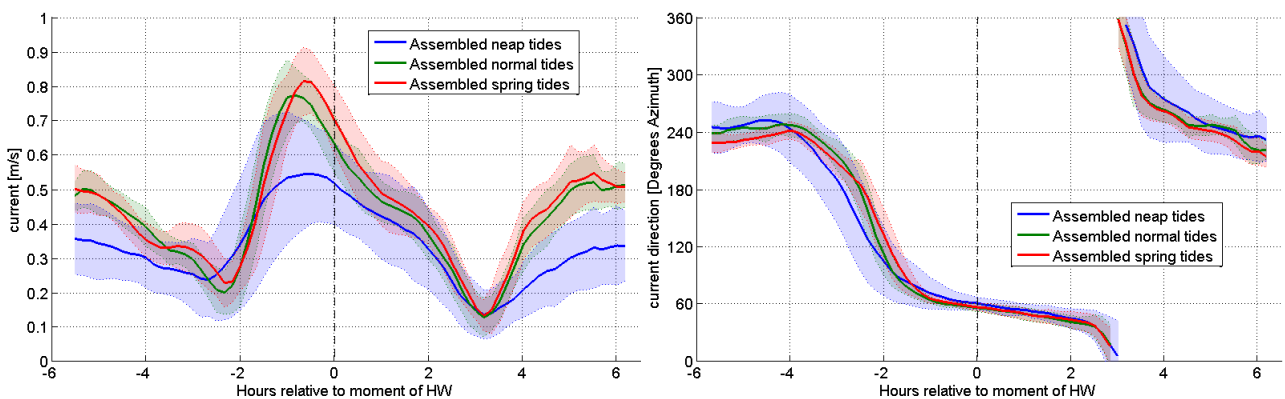 1
0.9
0.8
0.7
0.6
0.5
0.4
0.3
0.2
0.1
0
current [m/s]
-6 -4 -2 0 2 4 6
Hours relative to moment of HW
Assembled neap tides
Assembled normal tides
Assembled spring tides
360
300
240
180
120
60
0
current direction [Degrees Azimuth]
-6 -4 -2 0 2 4 6
Hours relative to moment of HW
Assembled neap tides
Assembled normal tides
Assembled spring tides